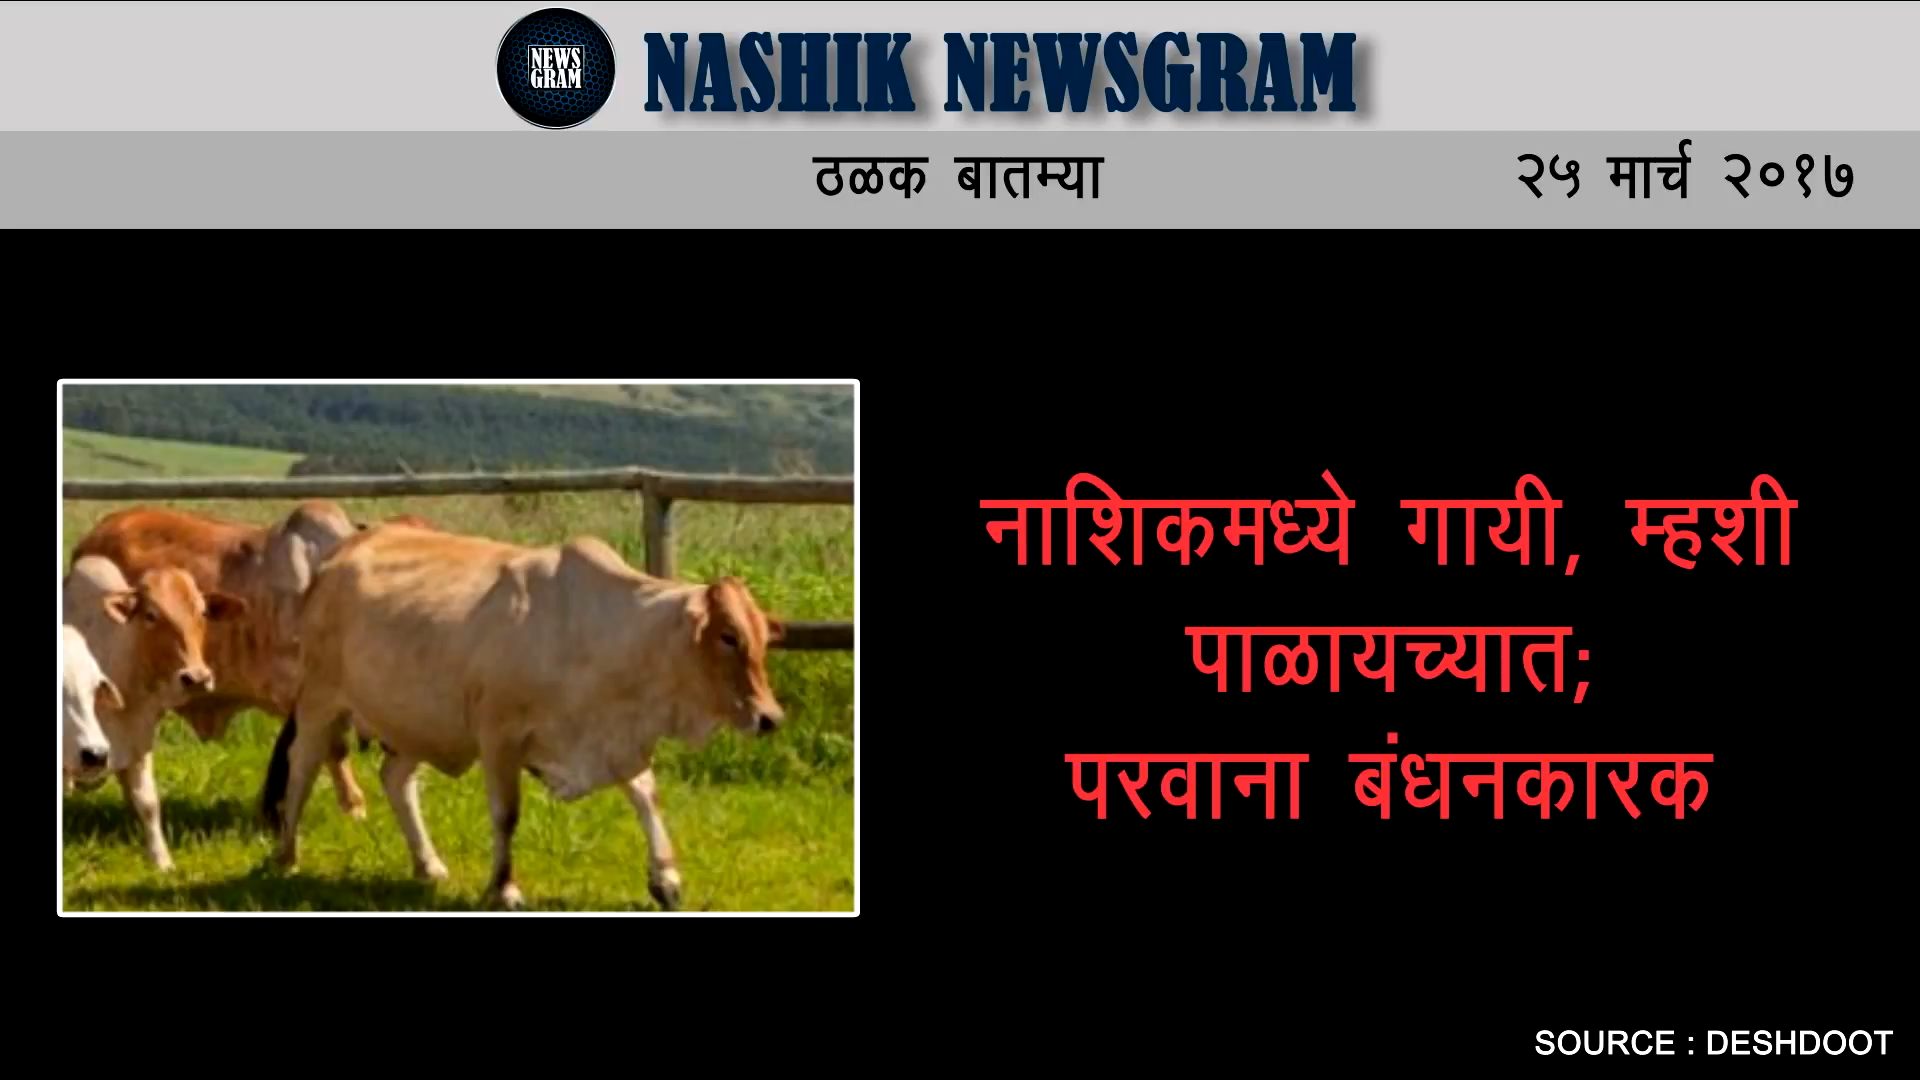 NEWS
GRAM
NASHIK NEWSGRAM
ठळक बातम्या
२५ मार्च २०१७
नाशिकमध्ये गायी, म्हशी
पाळायच्यात;
परवाना बंधनकारक
SOURCE : DESHDOOT